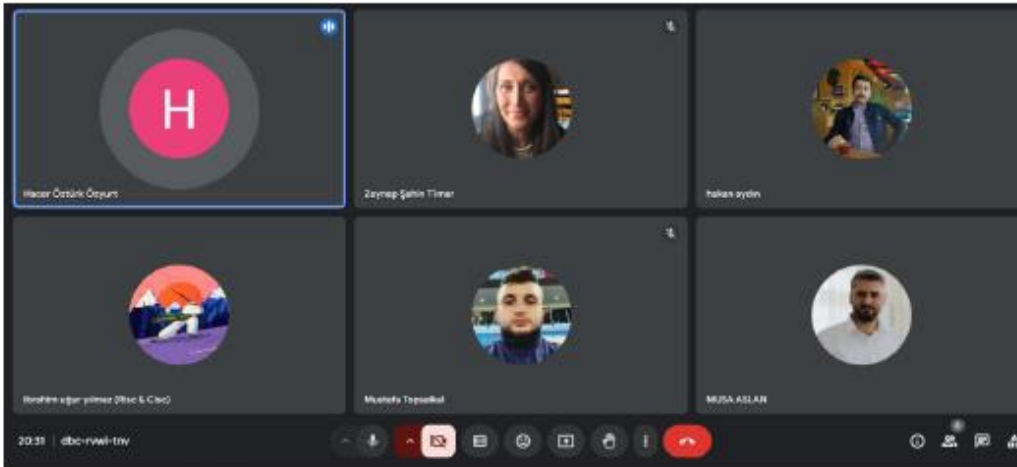 H
Hacer Öztürk Özyurt
Zeynep Şahin Timar
hakan aydın
İbrahim uğur yılmaz (Risc & Cisc)
Mustafa Topsakal
MUSA ASLAN
20:31 | dbc-rvwi-tnv